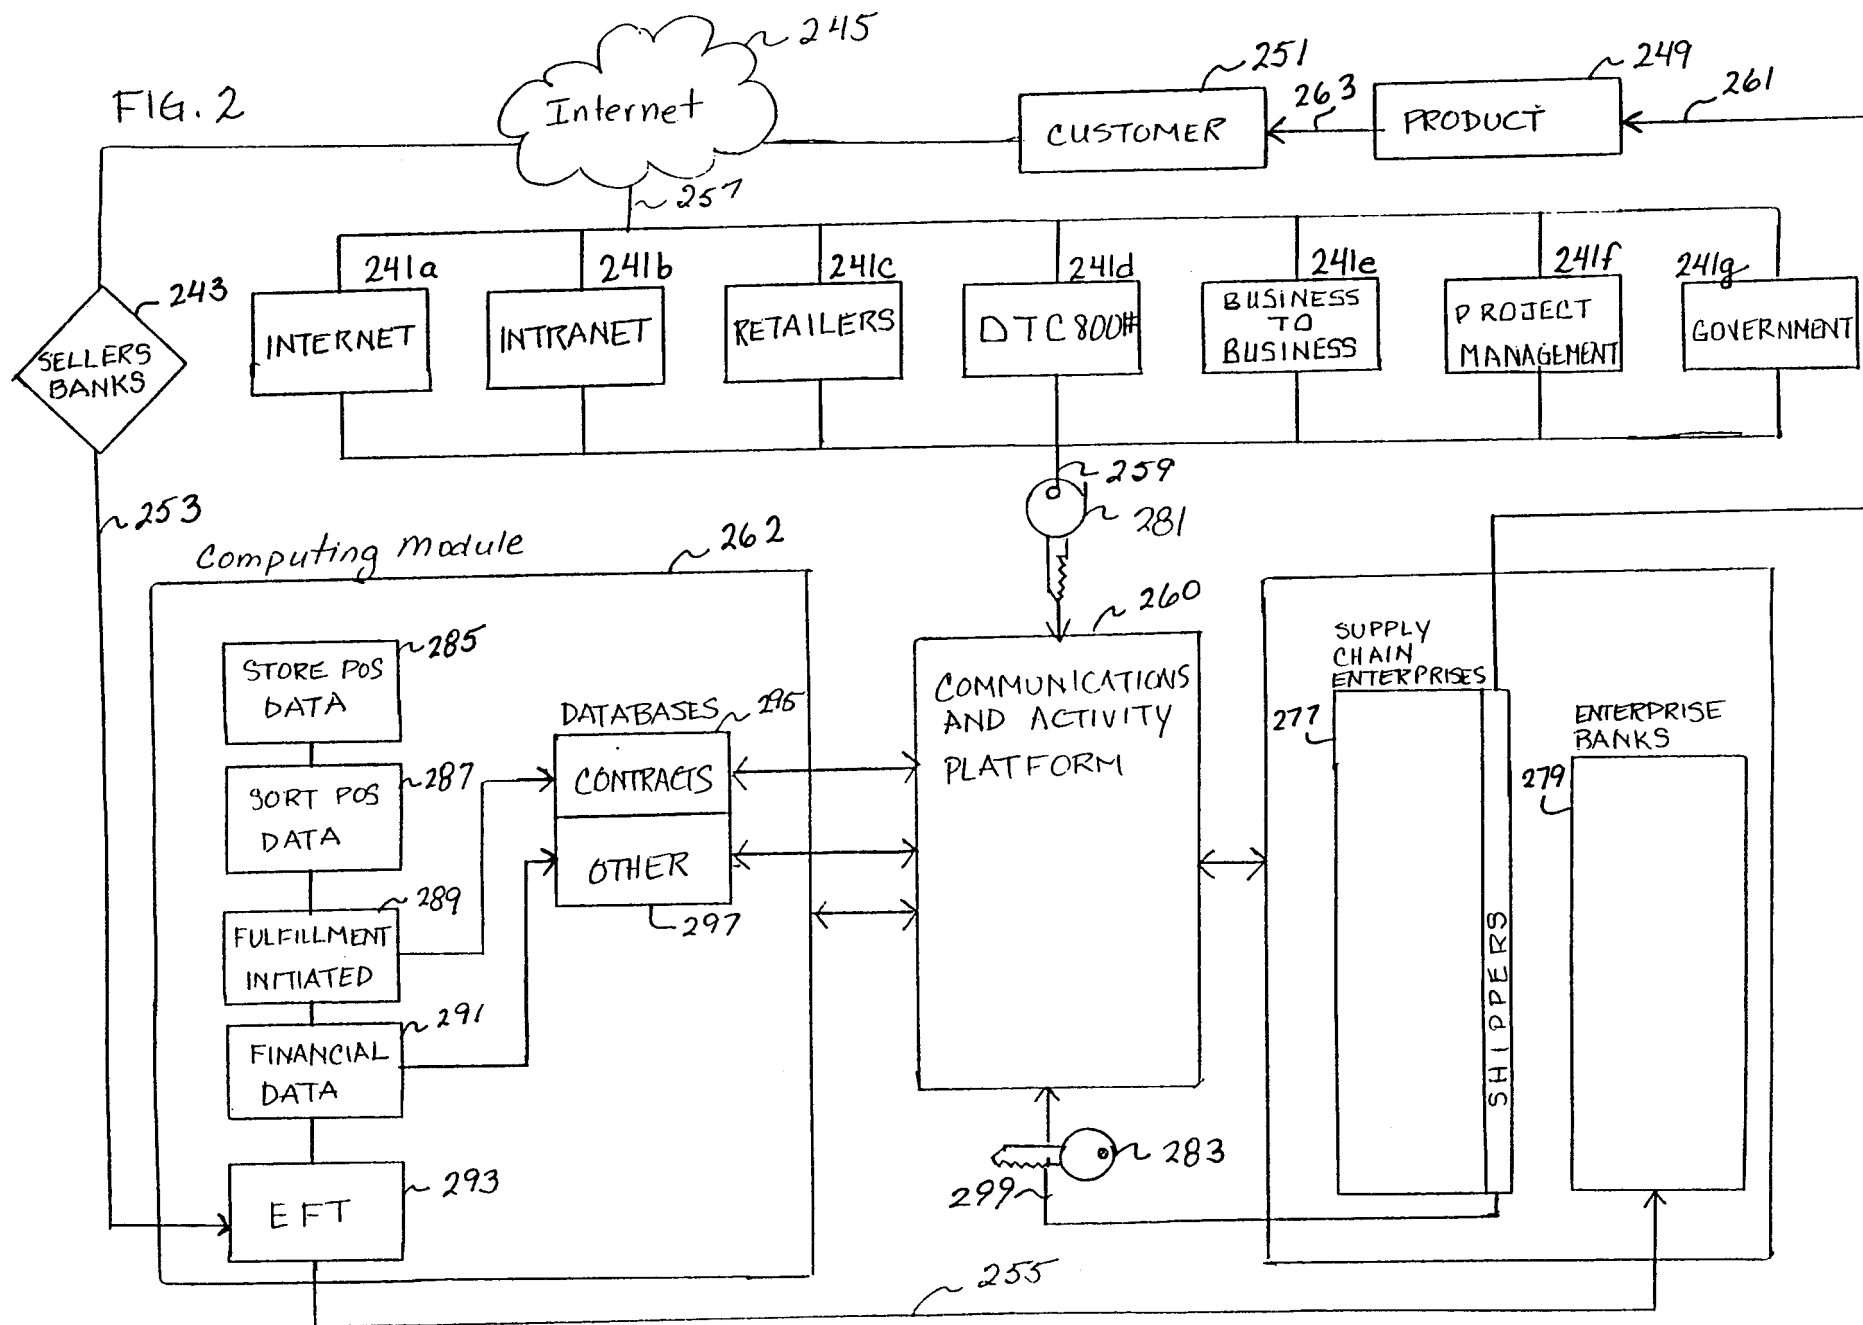 FIG. 2
Internet
245
251
CUSTOMER
263
249
PRODUCT
261
257
241a
INTERNET
241b
INTRANET
241c
RETAILERS
241d
DTC 800#
241e
BUSINESS
TO
BUSINESS
241f
PROJECT
MANAGEMENT
241g
GOVERNMENT
243
SELLERS
BANKS
253
259
281
Computing Module
262
260
COMMUNICATIONS
AND ACTIVITY
PLATFORM
285
STORE POS
DATA
287
SORT POS
DATA
289
FULFILLMENT
INITIATED
291
FINANCIAL
DATA
293
EFT
DATABASES
295
CONTRACTS
OTHER
297
SUPPLY
CHAIN
ENTERPRISES
277
SHIPPERS
ENTERPRISE
BANKS
279
283
299
255